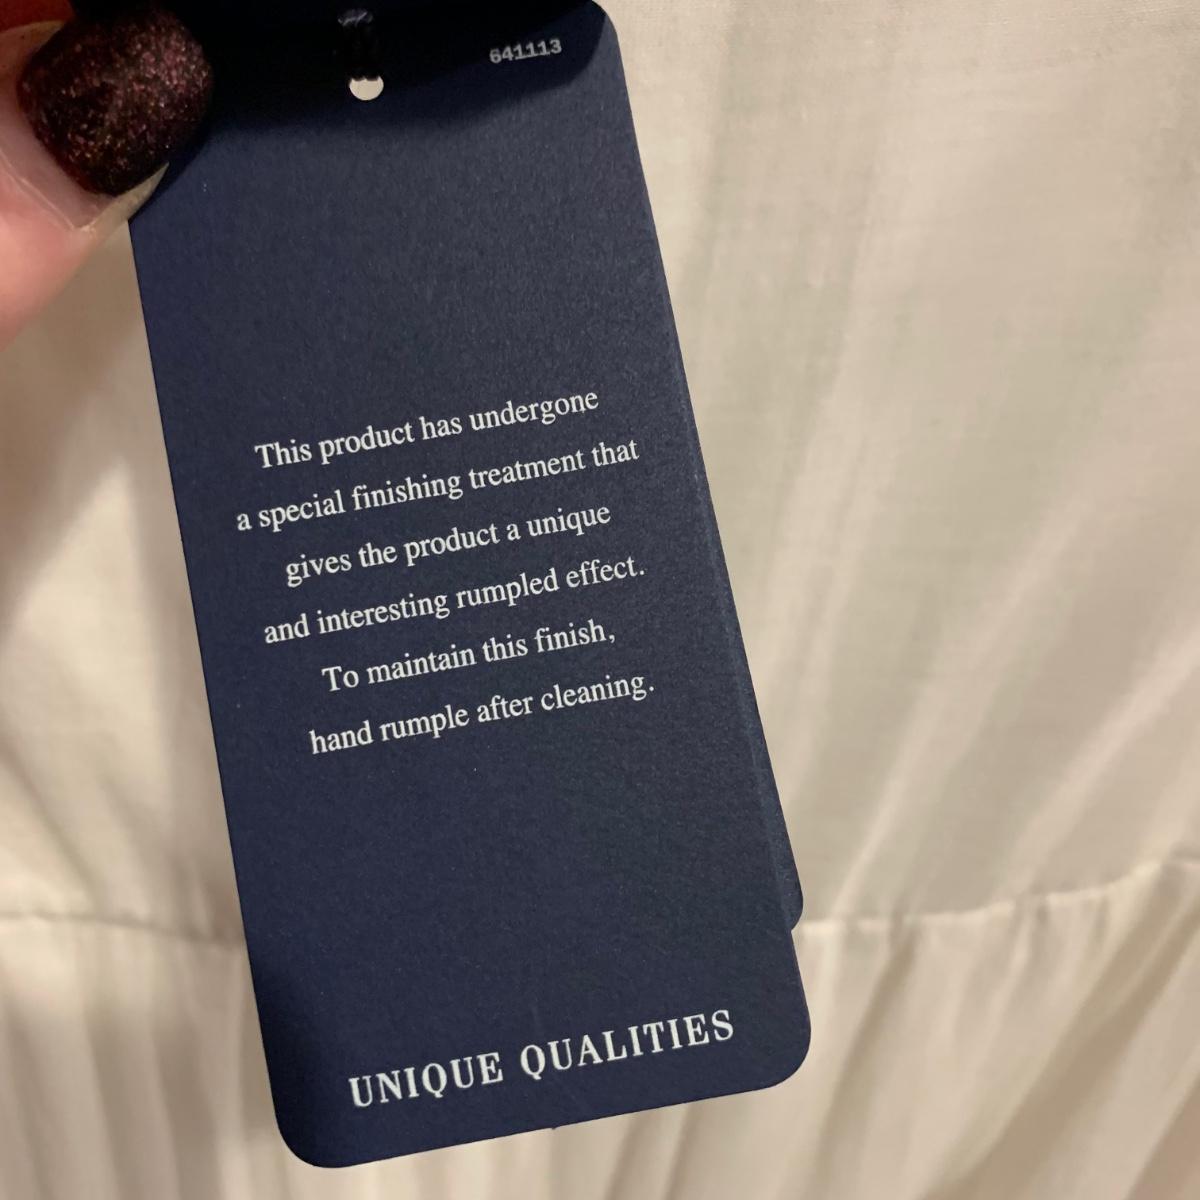 641113
This product has undergone
a special finishing treatment that
gives the product a unique
and interesting rumpled effect.
To maintain this finish,
hand rumple after cleaning.
UNIQUE QUALITIES